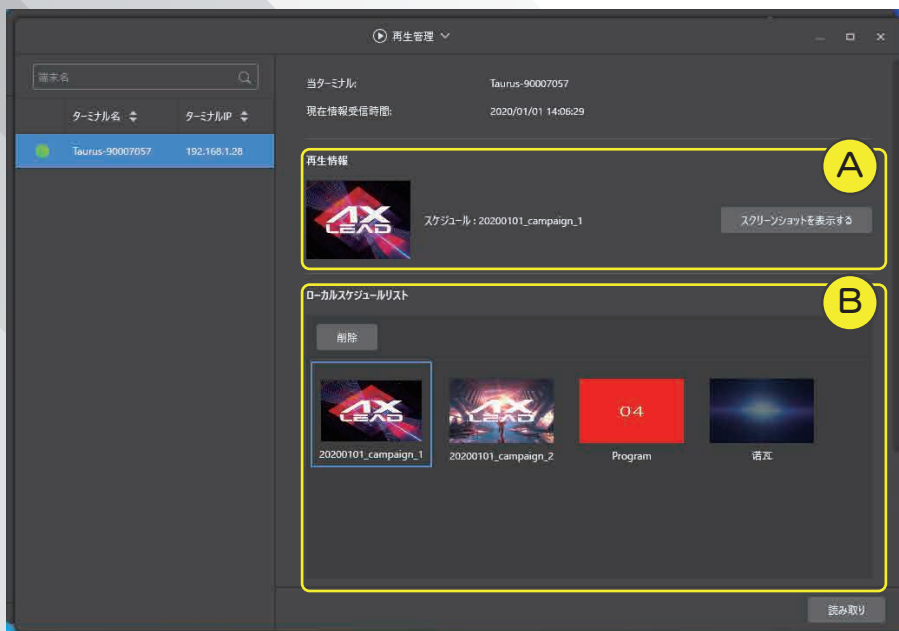 再生管理
端末名
ターミナル名 ターミナルIP
Taurus-90007057 192.168.1.28
当ターミナル: Taurus-90007057
現在情報受信時間: 2020/01/01 14:06:29
再生情報
A
AX
LEAD
スケジュール : 20200101_campaign_1
スクリーンショットを表示する
ローカルスケジュールリスト
B
削除
AX
LEAD
AX
LEAD
04
20200101_campaign_1 20200101_campaign_2 Program 诺瓦
読み取り